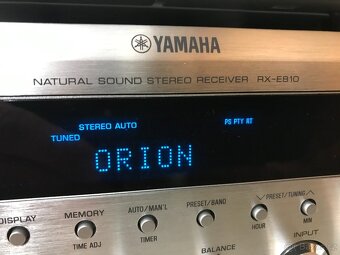 YAMAHA
NATURAL SOUND STEREO RECEIVER RX-E810
STEREO AUTO PS PTY RT
TUNED
ORION
DISPLAY MEMORY AUTO/MAN'L PRESET/BAND PRESET/TUNING
TIME ADJ TIMER HOUR MIN
BALANCE INPUT